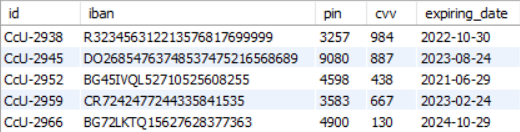 id iban pin cvv expiring_date
CcU-2938 R323456312213576817699999 3257 984 2022-10-30
CcU-2945 DO26854763748537475216568689 9080 887 2023-08-24
CcU-2952 BG45IVQL52710525608255 4598 438 2021-06-29
CcU-2959 CR7242477244335841535 3583 667 2023-02-24
CcU-2966 BG72LKTQ15627628377363 4900 130 2024-10-29